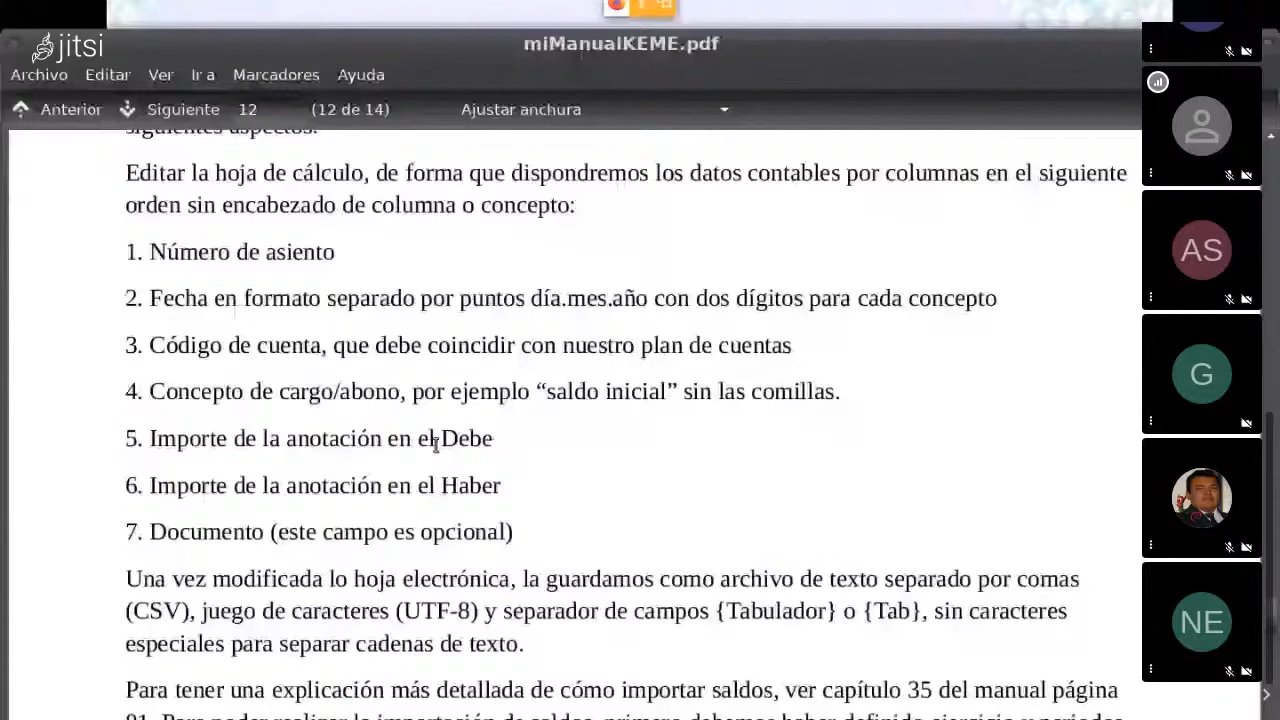 jitsi
miManualKEME.pdf
Archivo Editar Ver Ir a Marcadores Ayuda
Anterior Siguiente 12 (12 de 14) Ajustar anchura
siguientes aspectos:
Editar la hoja de cálculo, de forma que dispondremos los datos contables por columnas en el siguiente
orden sin encabezado de columna o concepto:
1. Número de asiento
2. Fecha en formato separado por puntos día.mes.año con dos dígitos para cada concepto
3. Código de cuenta, que debe coincidir con nuestro plan de cuentas
4. Concepto de cargo/abono, por ejemplo “saldo inicial” sin las comillas.
5. Importe de la anotación en el Debe
6. Importe de la anotación en el Haber
7. Documento (este campo es opcional)
Una vez modificada lo hoja electrónica, la guardamos como archivo de texto separado por comas
(CSV), juego de caracteres (UTF-8) y separador de campos {Tabulador} o {Tab}, sin caracteres
especiales para separar cadenas de texto.
Para tener una explicación más detallada de cómo importar saldos, ver capítulo 35 del manual página
AS
G
NE